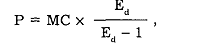 P = MC × E_d / (E_d − 1) ,